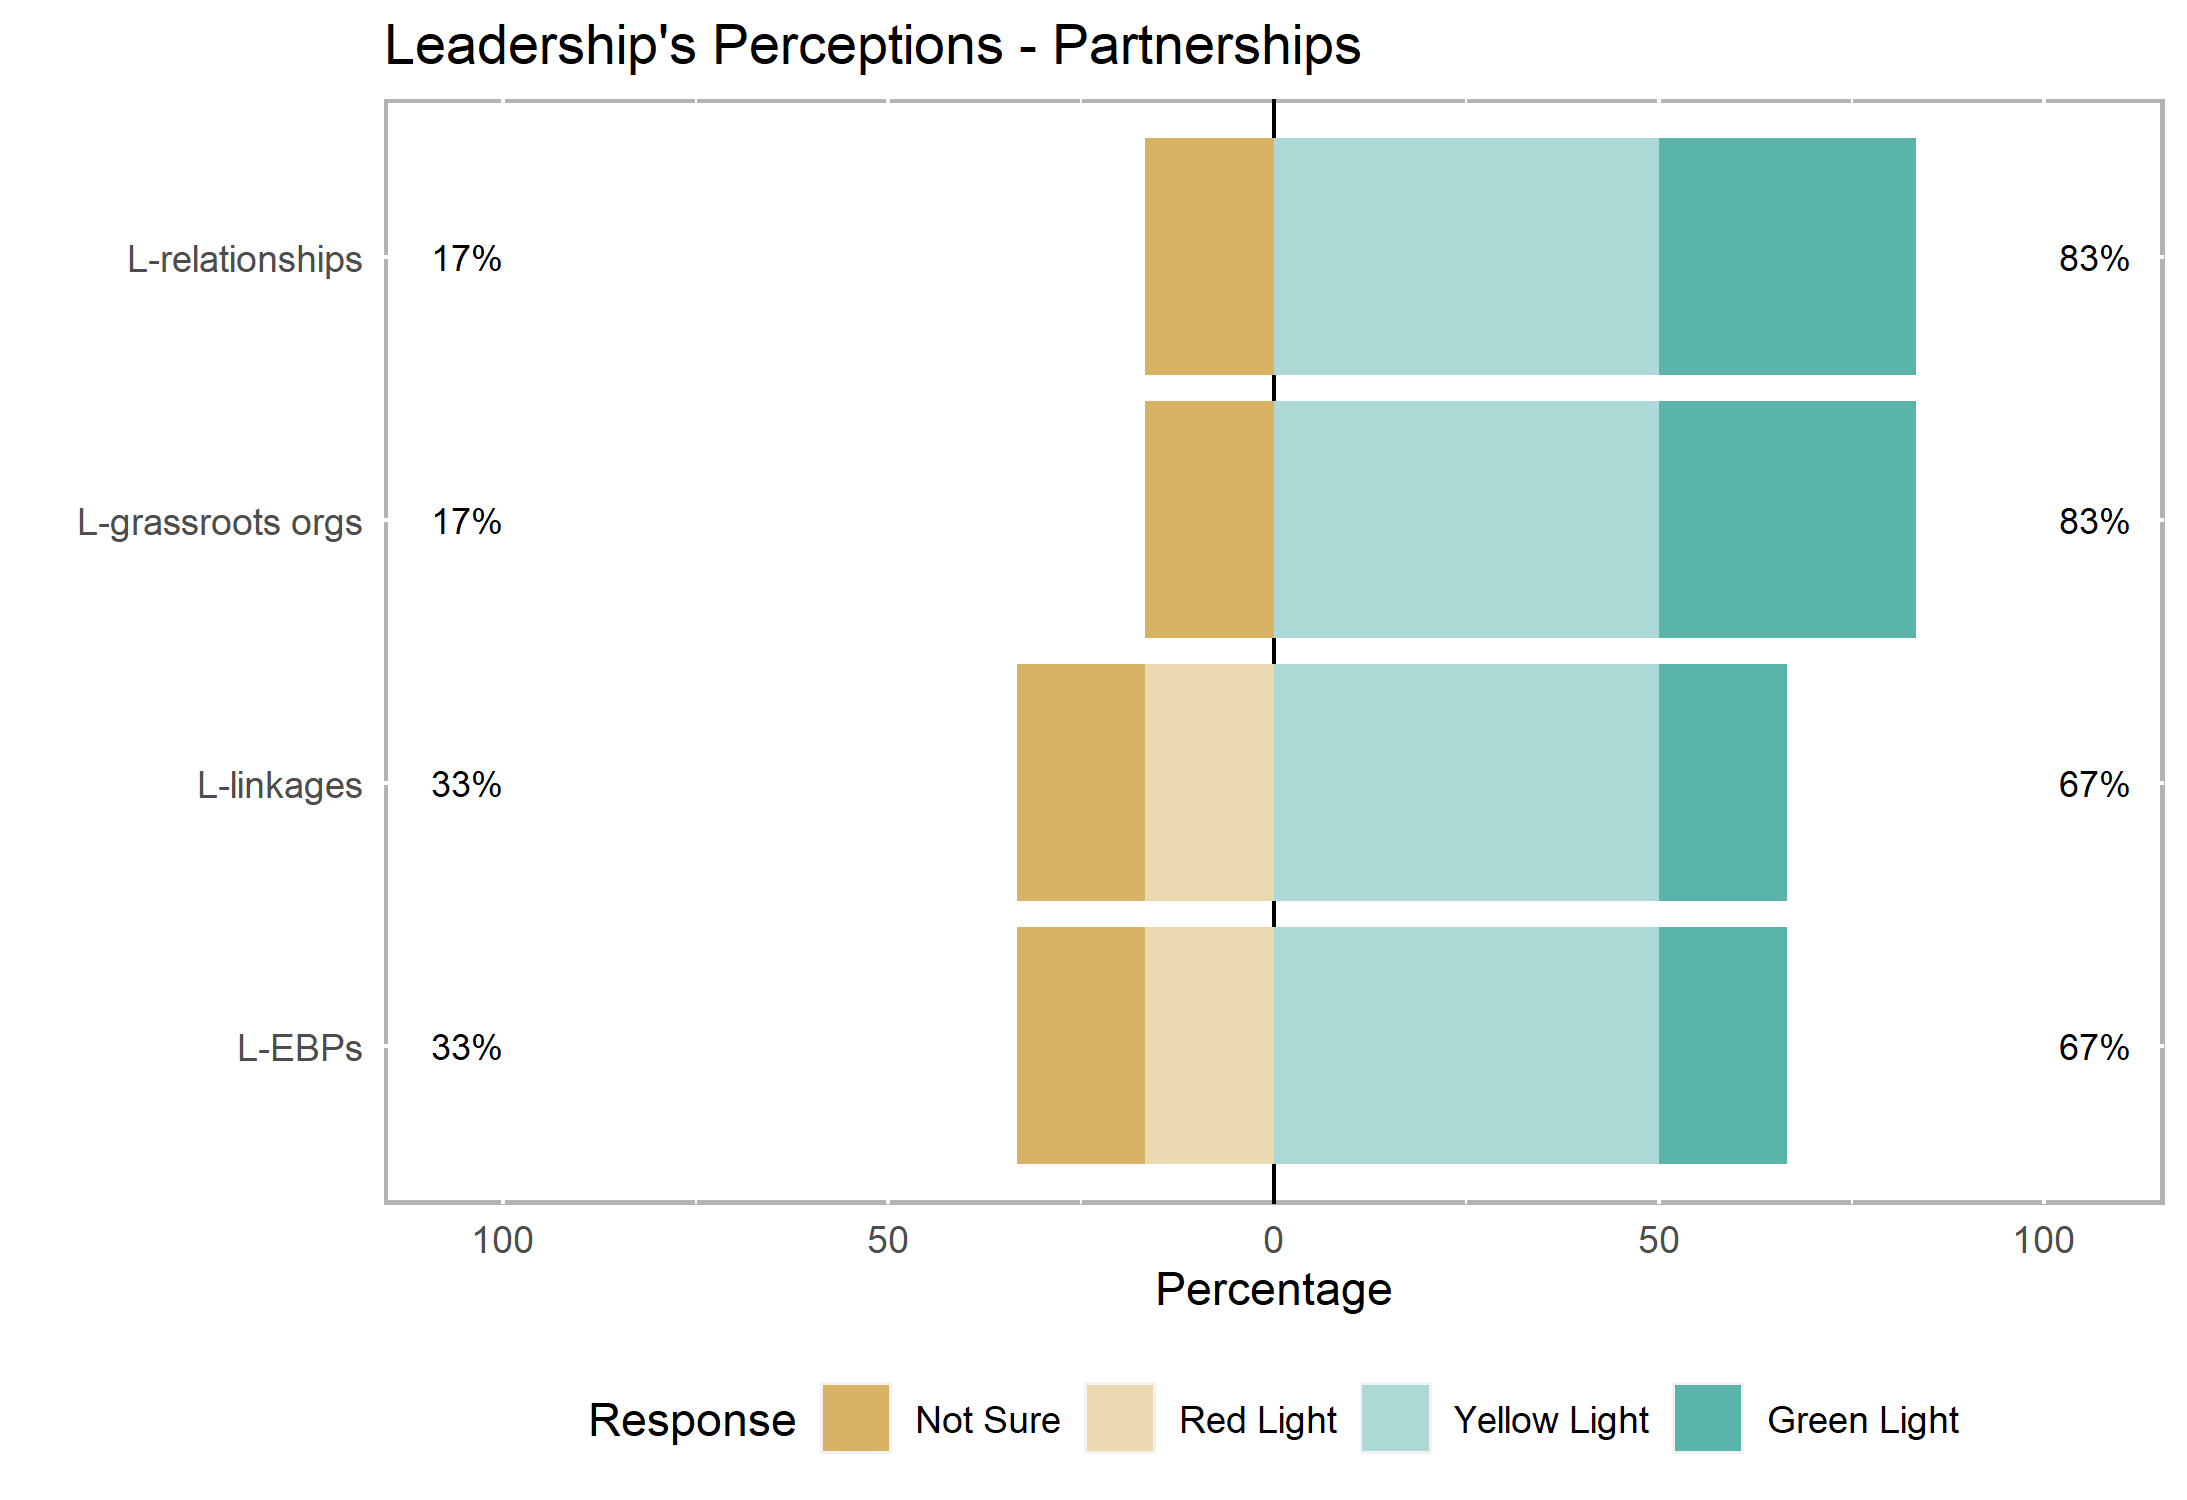 Leadership's Perceptions - Partnerships
L-relationships 17% 83%
L-grassroots orgs 17% 83%
L-linkages 33% 67%
L-EBPs 33% 67%
100 50 0 50 100
Percentage
Response Not Sure Red Light Yellow Light Green Light